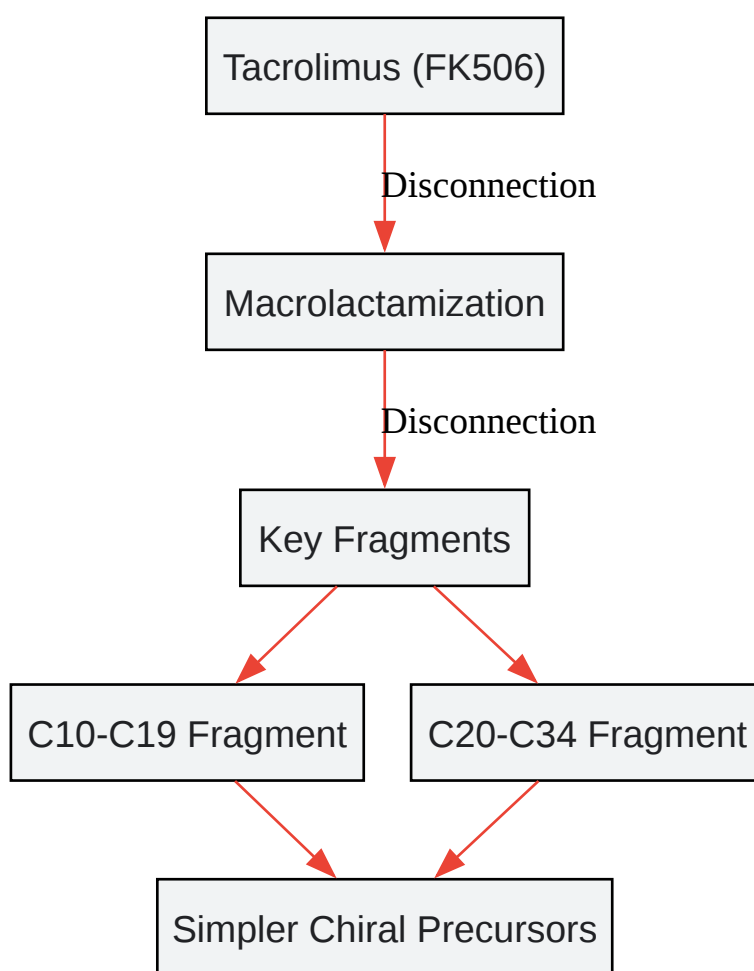 Tacrolimus (FK506)
Disconnection
Macrolactamization
Disconnection
Key Fragments
C10-C19 Fragment
C20-C34 Fragment
Simpler Chiral Precursors